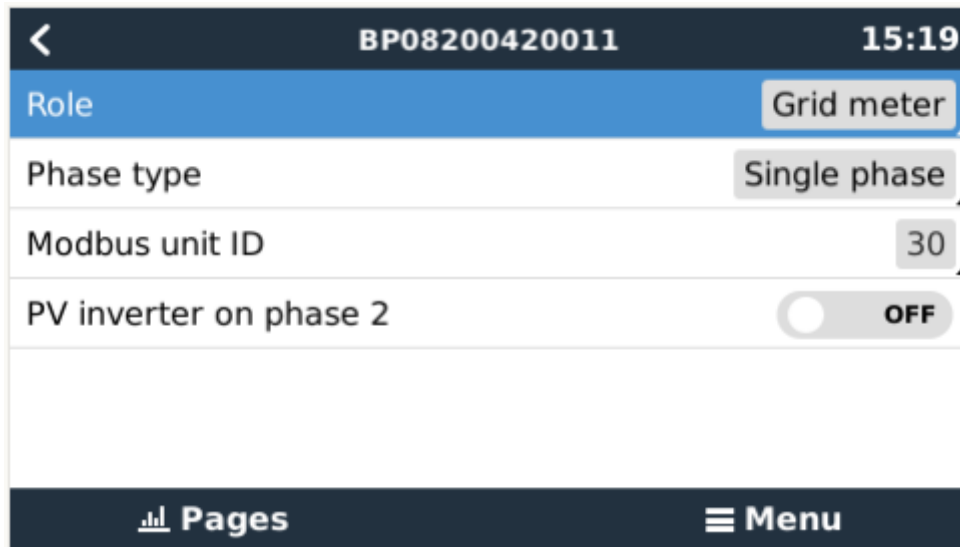 BP08200420011 15:19
Role Grid meter
Phase type Single phase
Modbus unit ID 30
PV inverter on phase 2 OFF
Pages Menu